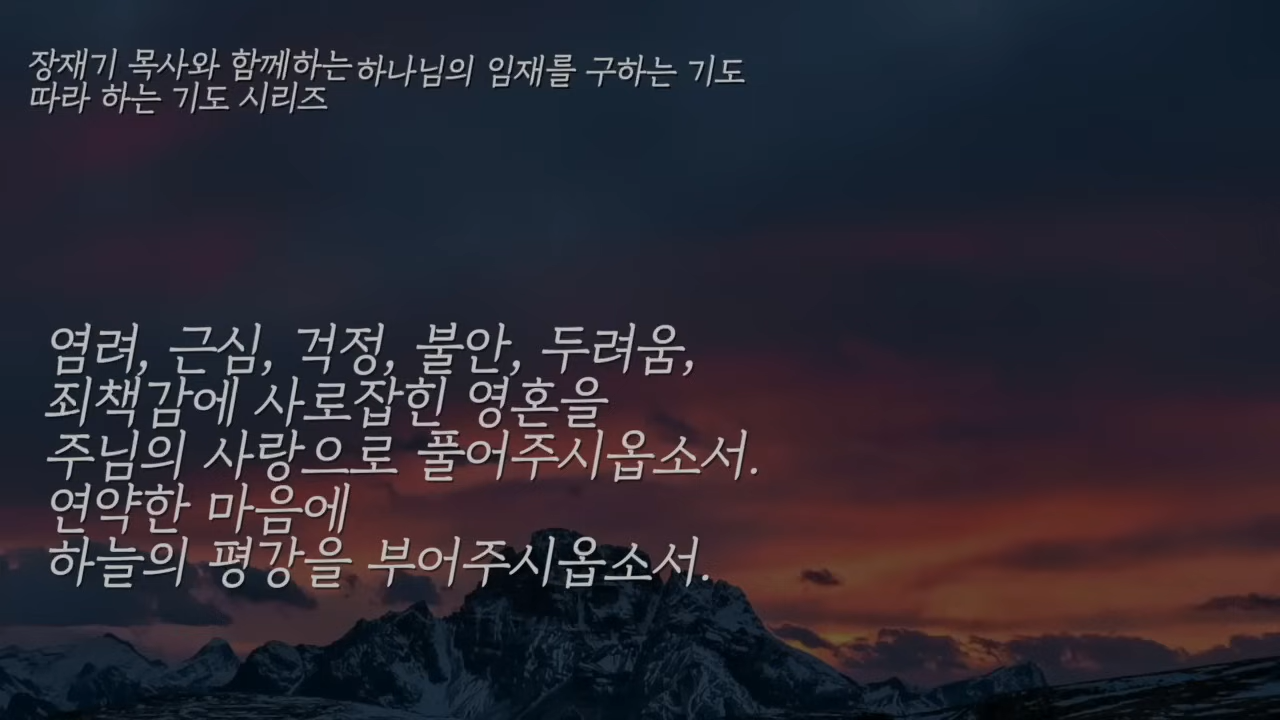 장재기 목사와 함께하는
따라 하는 기도 시리즈
하나님의 임재를 구하는 기도
염려, 근심, 걱정, 불안, 두려움,
죄책감에 사로잡힌 영혼을
주님의 사랑으로 풀어주시옵소서.
연약한 마음에
하늘의 평강을 부어주시옵소서.